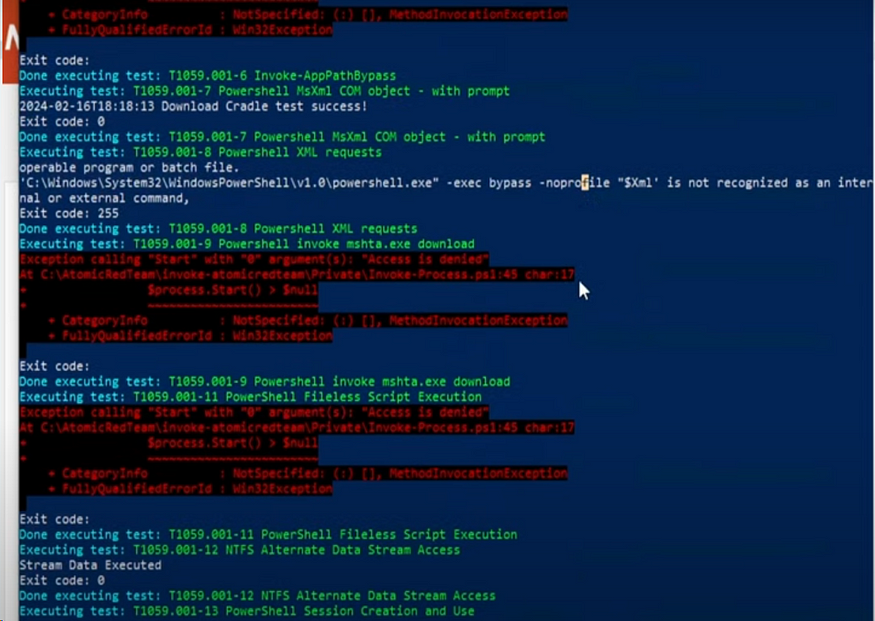 + CategoryInfo : NotSpecified: (:) [], MethodInvocationException
+ FullyQualifiedErrorId : Win32Exception
Exit code:
Done executing test: T1059.001-6 Invoke-AppPathBypass
Executing test: T1059.001-7 Powershell MsXml COM object - with prompt
2024-02-16T18:18:13 Download Cradle test success!
Exit code: 0
Done executing test: T1059.001-7 Powershell MsXml COM object - with prompt
Executing test: T1059.001-8 Powershell XML requests
operable program or batch file.
'C:\Windows\System32\WindowsPowerShell\v1.0\powershell.exe" -exec bypass -noprofile "$Xml' is not recognized as an inter
nal or external command,
Exit code: 255
Done executing test: T1059.001-8 Powershell XML requests
Executing test: T1059.001-9 Powershell invoke mshta.exe download
Exception calling "Start" with "0" argument(s): "Access is denied"
At C:\AtomicRedTeam\invoke-atomicredteam\Private\Invoke-Process.ps1:45 char:17
+ $process.Start() > $null
+ ~~~~~~~~~~~~~~~~~~~~~~~~
+ CategoryInfo : NotSpecified: (:) [], MethodInvocationException
+ FullyQualifiedErrorId : Win32Exception
Exit code:
Done executing test: T1059.001-9 Powershell invoke mshta.exe download
Executing test: T1059.001-11 PowerShell Fileless Script Execution
Exception calling "Start" with "0" argument(s): "Access is denied"
At C:\AtomicRedTeam\invoke-atomicredteam\Private\Invoke-Process.ps1:45 char:17
+ $process.Start() > $null
+ ~~~~~~~~~~~~~~~~~~~~~~~~
+ CategoryInfo : NotSpecified: (:) [], MethodInvocationException
+ FullyQualifiedErrorId : Win32Exception
Exit code:
Done executing test: T1059.001-11 PowerShell Fileless Script Execution
Executing test: T1059.001-12 NTFS Alternate Data Stream Access
Stream Data Executed
Exit code: 0
Done executing test: T1059.001-12 NTFS Alternate Data Stream Access
Executing test: T1059.001-13 PowerShell Session Creation and Use